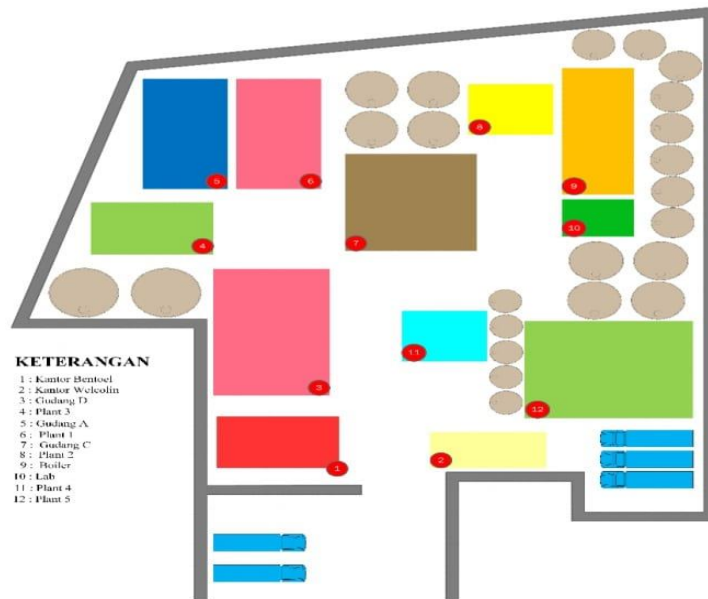 8
5
6
9
10
4
7
KETERANGAN
1 : Kantor Bentoel
2 : Kantor Welcolin
3 : Gudang D
4 : Plant 3
5 : Gudang A
6 : Plant 1
7 : Gudang C
8 : Plant 2
9 : Boiler
10 : Lab
11 : Plant 4
12 : Plant 5
11
3
12
1
2